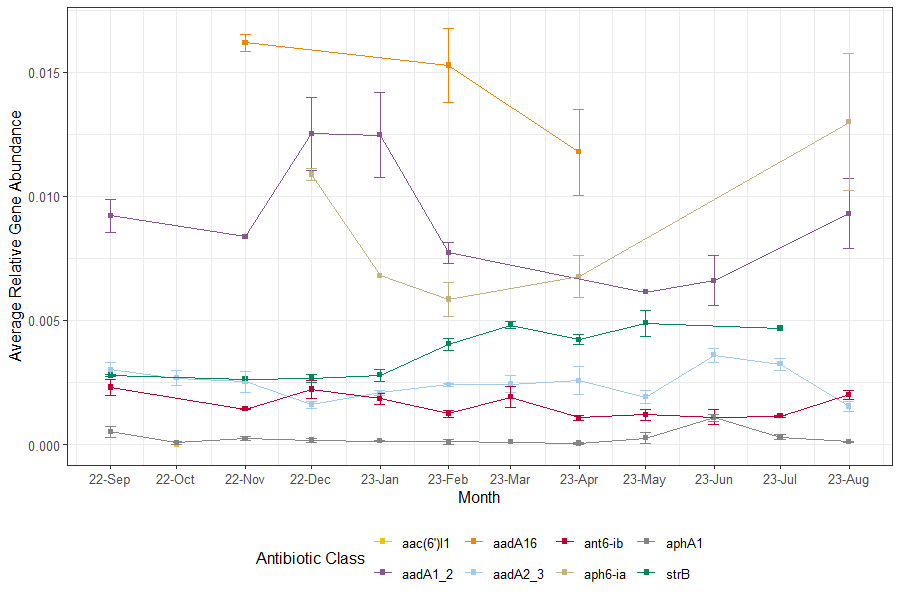 Average Relative Gene Abundance
0.015
0.010
0.005
0.000
22-Sep 22-Oct 22-Nov 22-Dec 23-Jan 23-Feb 23-Mar 23-Apr 23-May 23-Jun 23-Jul 23-Aug
Month
Antibiotic Class
aac(6')I1 aadA16 ant6-ib aphA1
aadA1_2 aadA2_3 aph6-ia strB